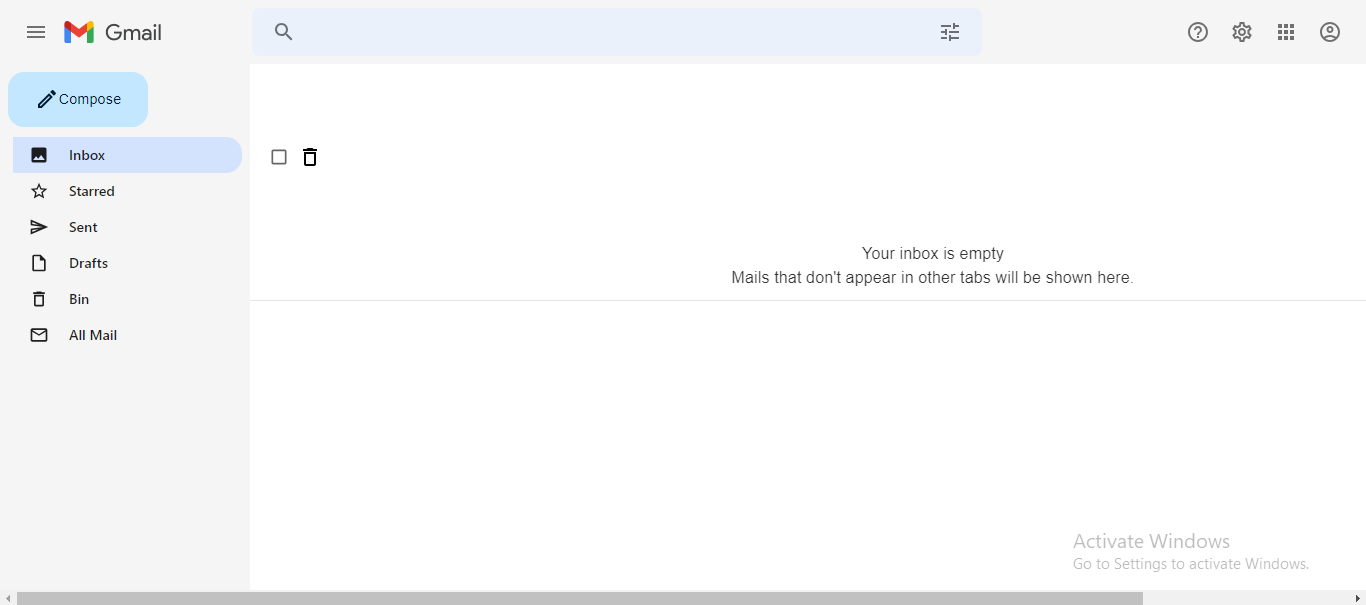 Gmail
Compose
Inbox
Starred
Sent
Drafts
Bin
All Mail
Your inbox is empty
Mails that don't appear in other tabs will be shown here.
Activate Windows
Go to Settings to activate Windows.